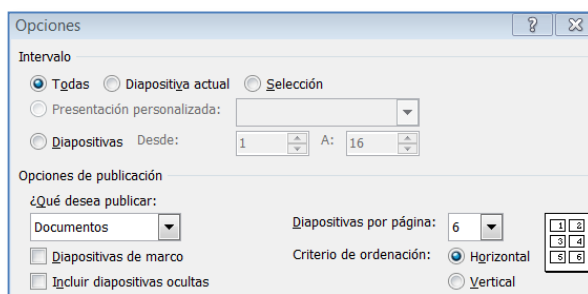 Opciones
Intervalo
Todas Diapositiva actual Selección
Presentación personalizada:
Diapositivas Desde: 1 A: 16
Opciones de publicación
¿Qué desea publicar:
Documentos Diapositivas por página: 6
Diapositivas de marco Criterio de ordenación: Horizontal
Incluir diapositivas ocultas Vertical
1 2
3 4
5 6